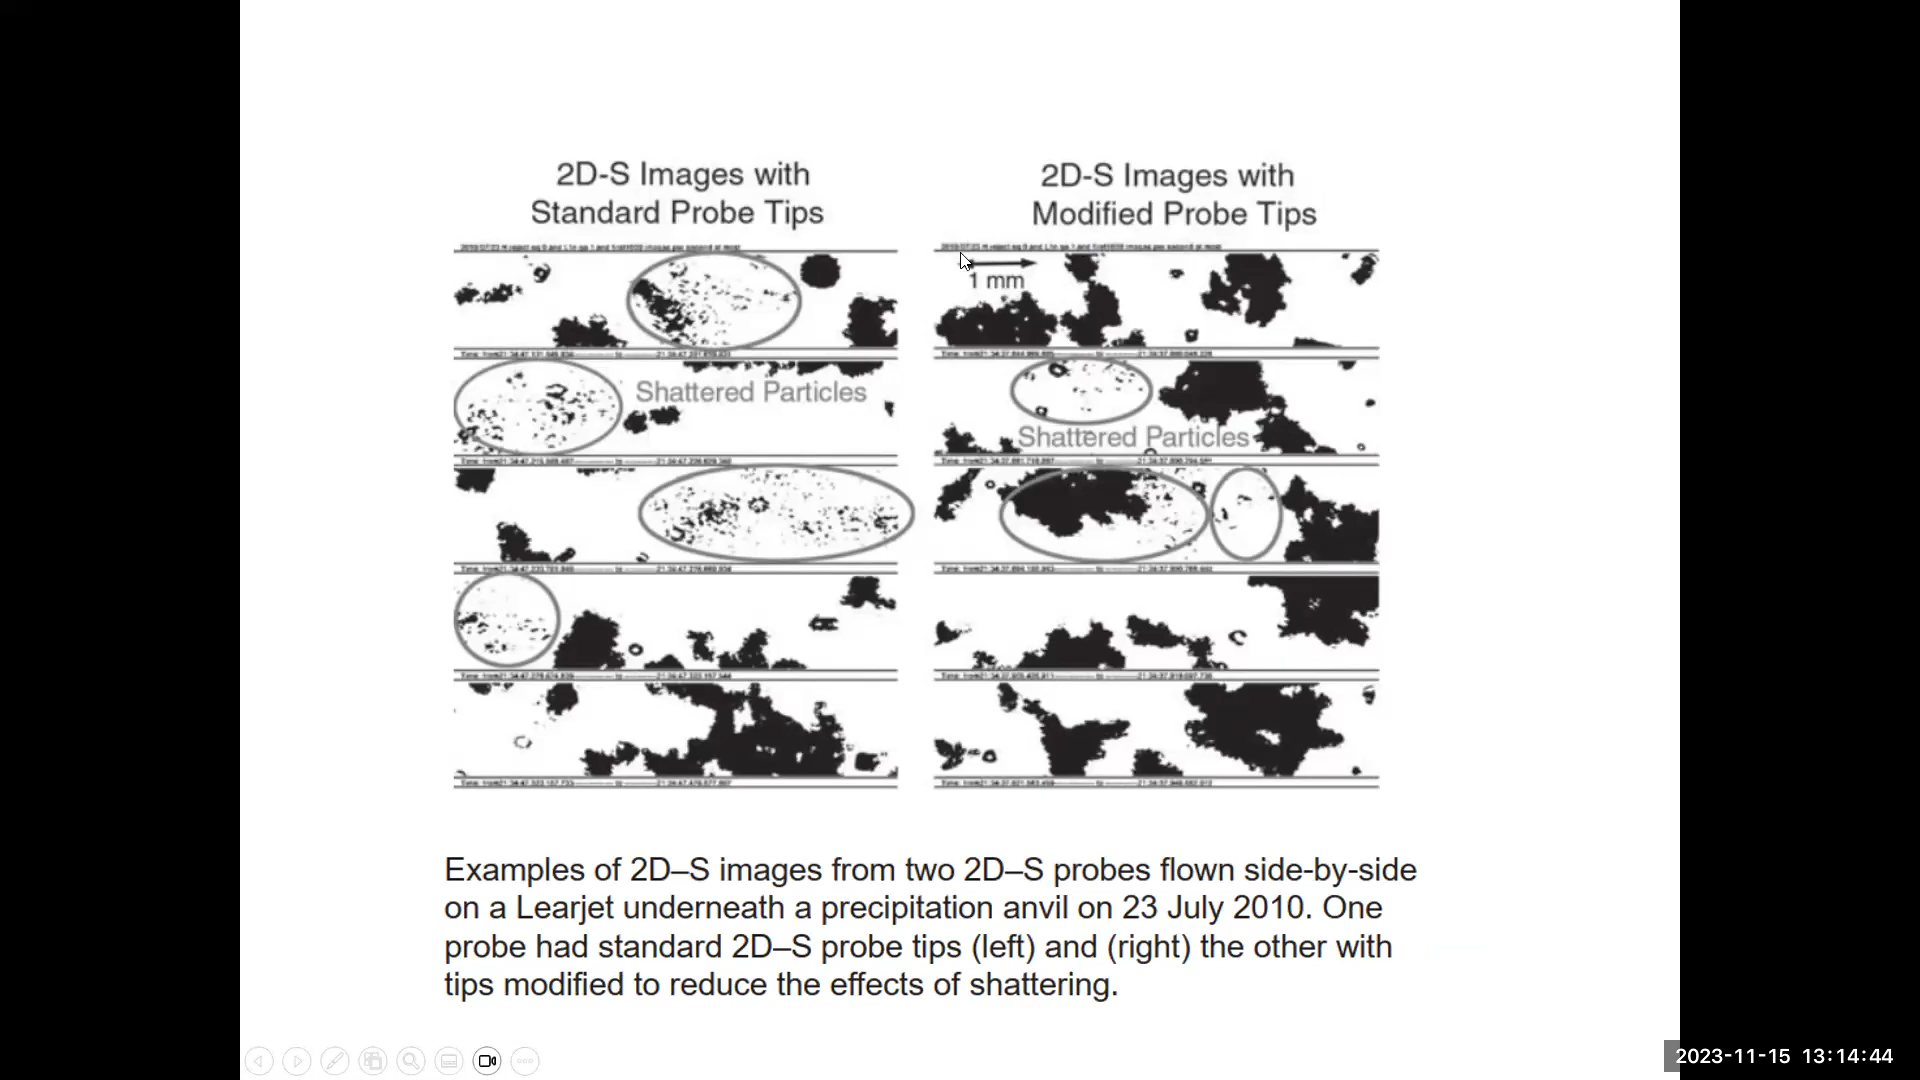 2D-S Images with
Standard Probe Tips
2D-S Images with
Modified Probe Tips
1 mm
Shattered Particles
Shattered Particles
Examples of 2D–S images from two 2D–S probes flown side-by-side
on a Learjet underneath a precipitation anvil on 23 July 2010. One
probe had standard 2D–S probe tips (left) and (right) the other with
tips modified to reduce the effects of shattering.
2023-11-15 13:14:44